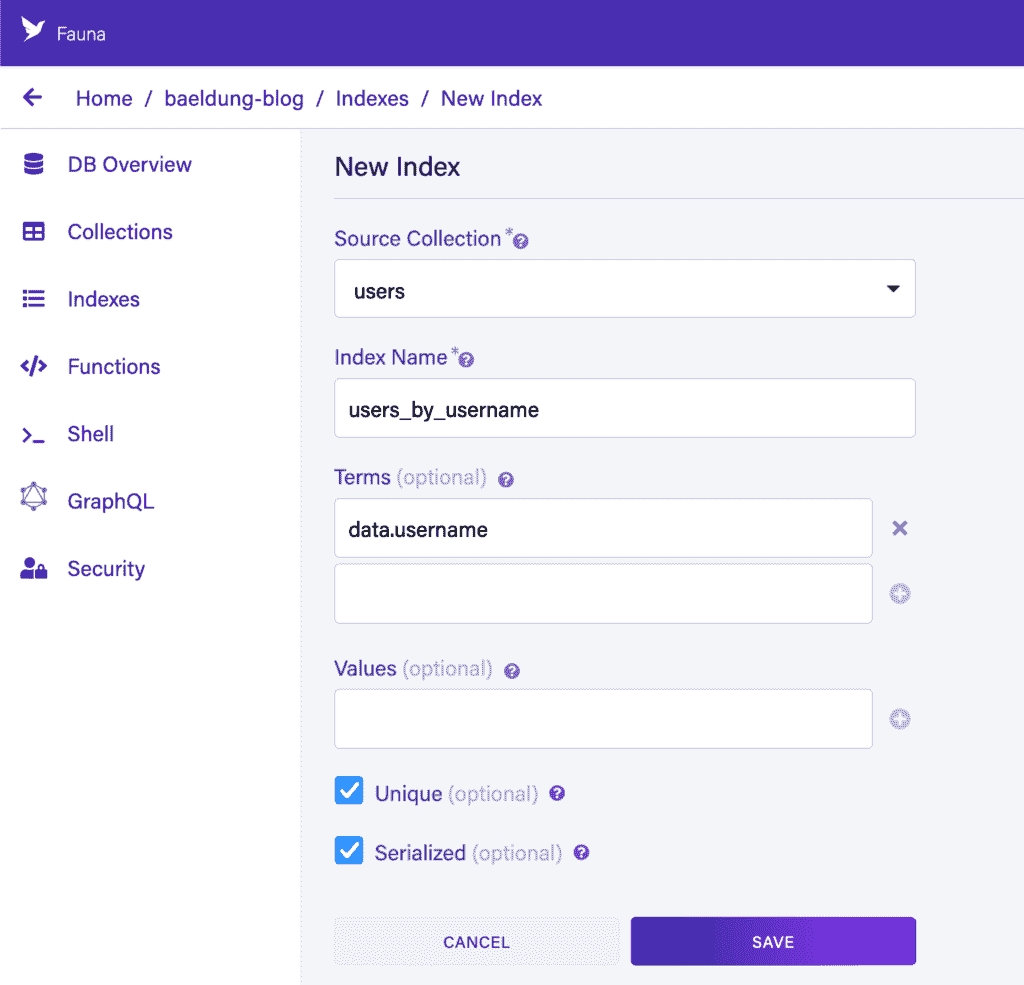 Fauna
Home / baeldung-blog / Indexes / New Index
DB Overview
Collections
Indexes
Functions
Shell
GraphQL
Security
New Index
Source Collection *
users
Index Name *
users_by_username
Terms (optional)
data.username
Values (optional)
Unique (optional)
Serialized (optional)
CANCEL
SAVE